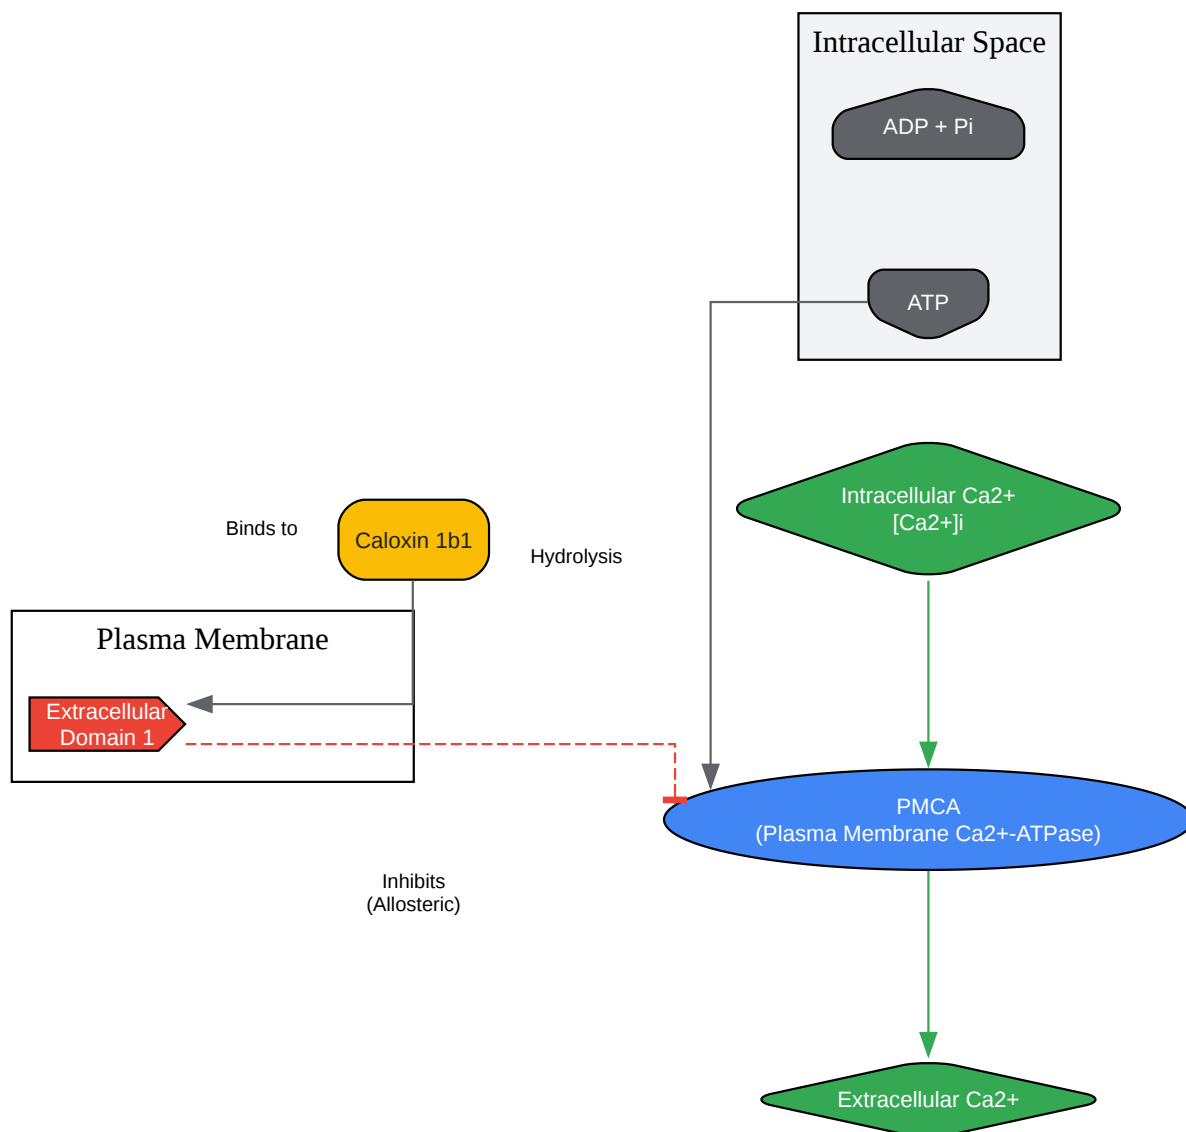 Intracellular Space
ADP + Pi
ATP
Intracellular Ca2+
[Ca2+]i
Binds to
Caloxin 1b1
Hydrolysis
Plasma Membrane
Extracellular
Domain 1
PMCA
(Plasma Membrane Ca2+-ATPase)
Inhibits
(Allosteric)
Extracellular Ca2+